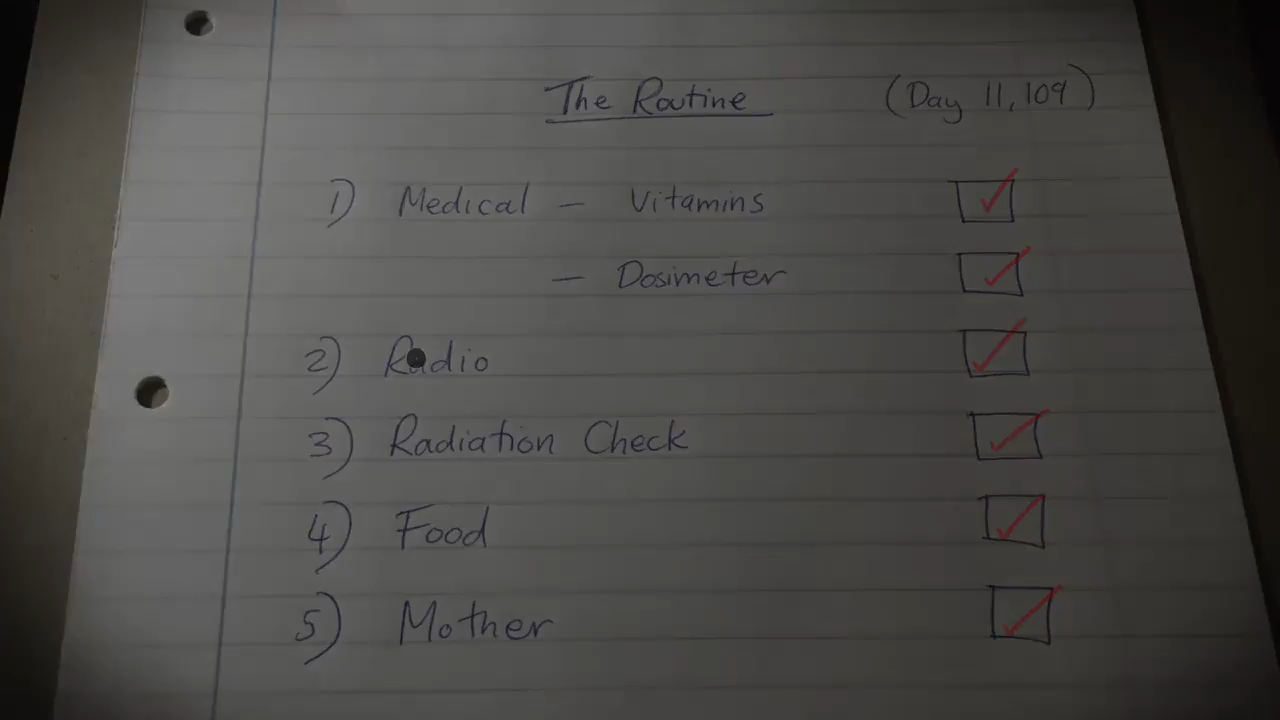 The Routine (Day 11,109)
1) Medical – Vitamins
– Dosimeter
2) Radio
3) Radiation Check
4) Food
5) Mother